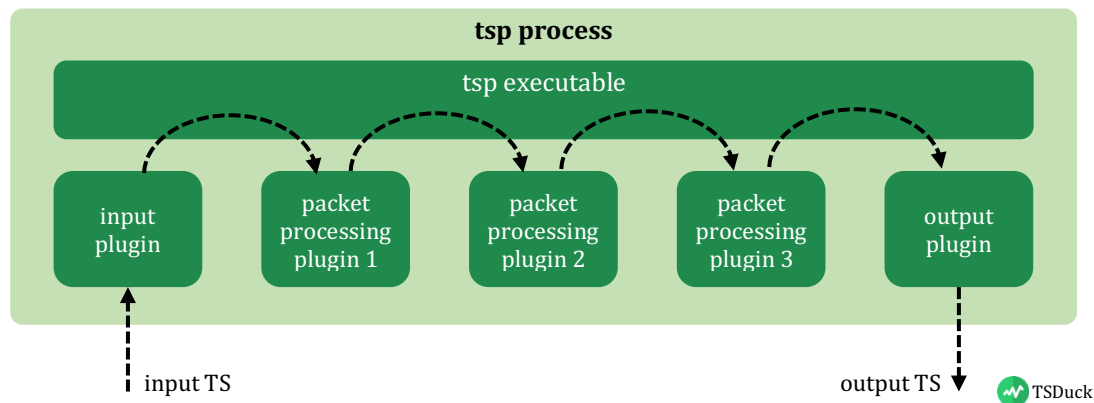 tsp process
tsp executable
input
plugin
packet
processing
plugin 1
packet
processing
plugin 2
packet
processing
plugin 3
output
plugin
input TS
output TS
TSDuck